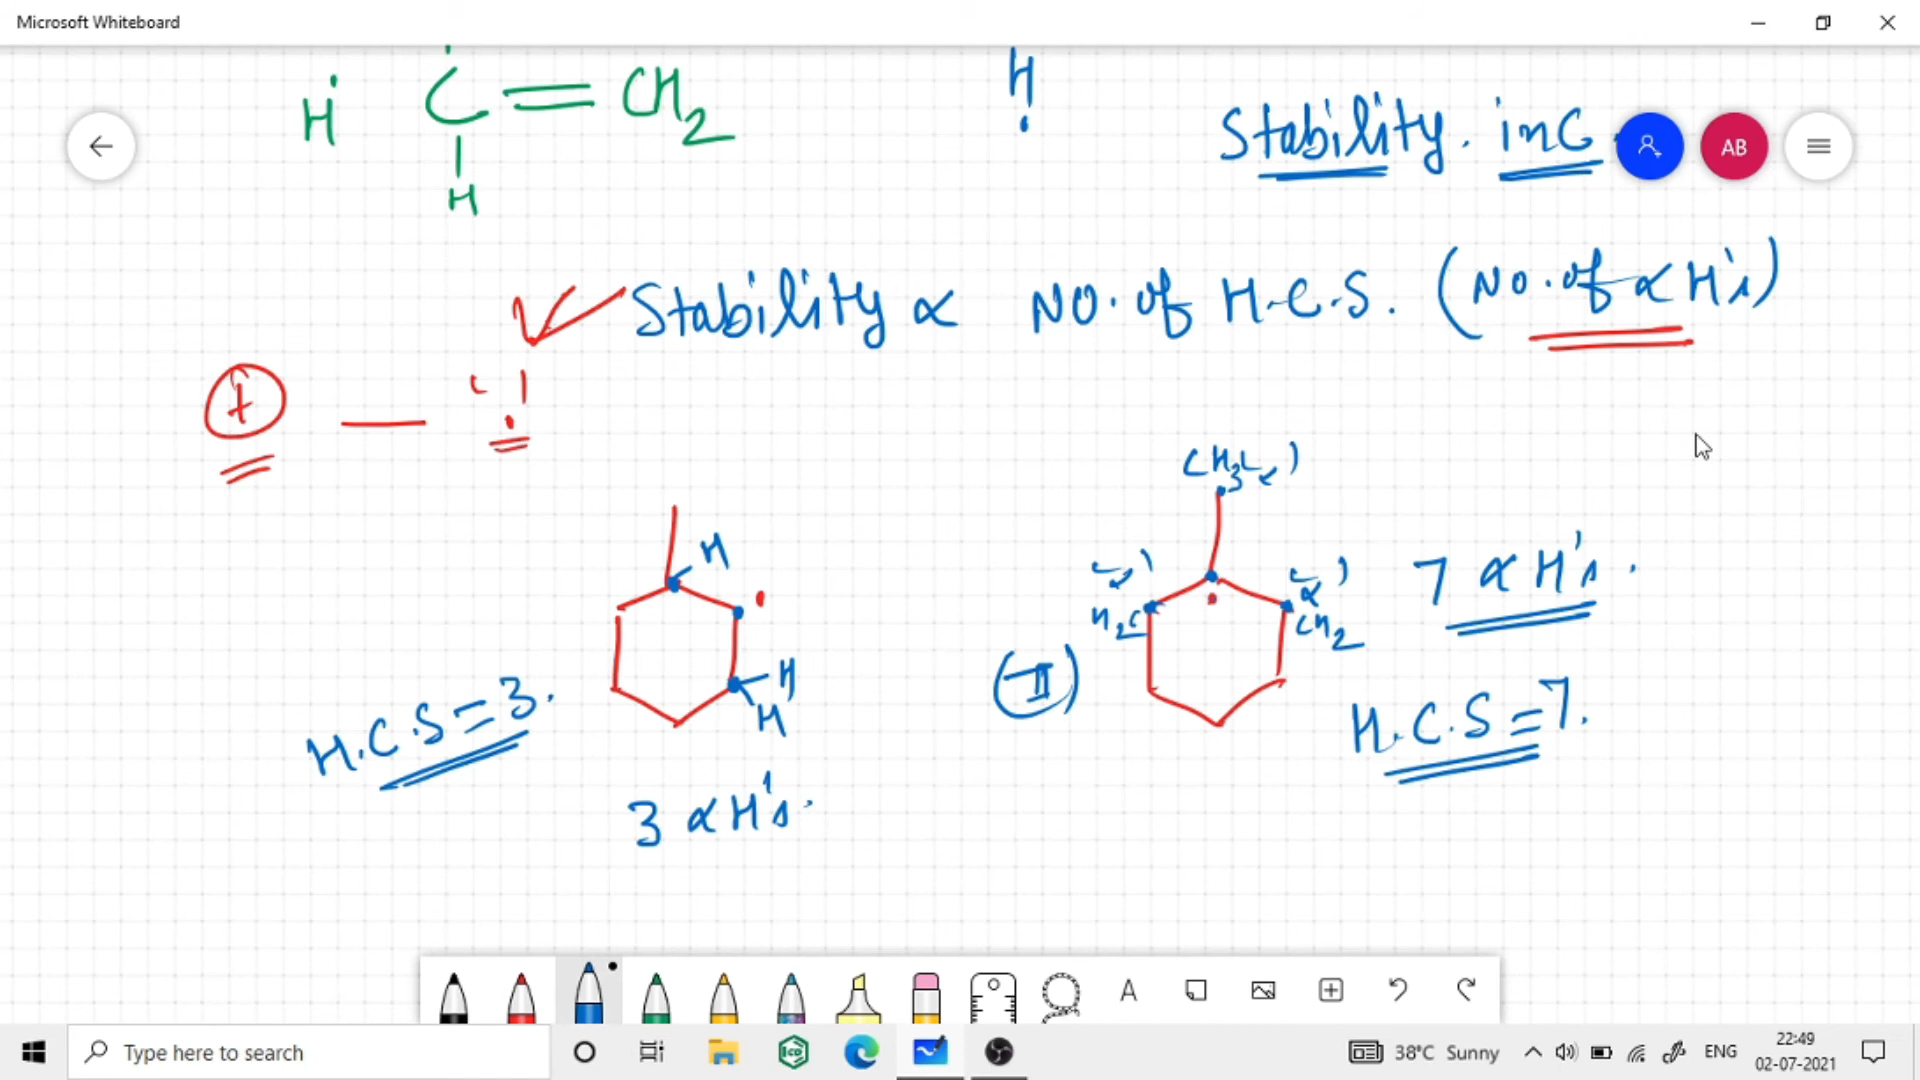 Microsoft Whiteboard
H C = CH2
H
H
Stability. inc
AB
Stability ∝ No. of H.C.S. (No. of α H's)
+
CH3(α)
H
(α)
(α)
7 α H's.
H2C
CH2
H
H
II
H.C.S = 3.
H.C.S = 7.
3 α H's.
A
Type here to search
38°C Sunny
ENG
22:49
02-07-2021